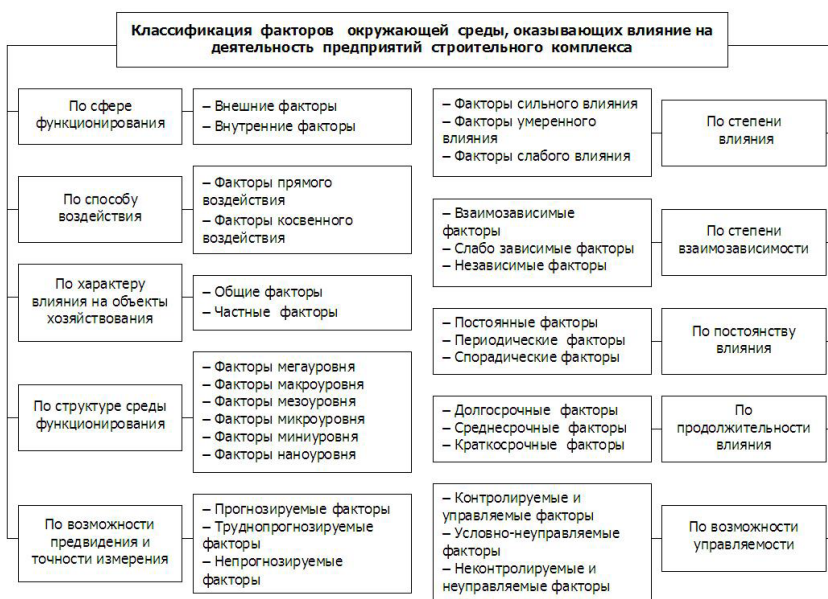 Классификация факторов окружающей среды, оказывающих влияние на
деятельность предприятий строительного комплекса
По сфере
функционирования
– Внешние факторы
– Внутренние факторы
По способу
воздействия
– Факторы прямого
воздействия
– Факторы косвенного
воздействия
По характеру
влияния на объекты
хозяйствования
– Общие факторы
– Частные факторы
По структуре среды
функционирования
– Факторы мегауровня
– Факторы макроуровня
– Факторы мезоуровня
– Факторы микроуровня
– Факторы миниуровня
– Факторы наноуровня
По возможности
предвидения и
точности измерения
– Прогнозируемые факторы
– Труднопрогнозируемые
факторы
– Непрогнозируемые
факторы
– Факторы сильного влияния
– Факторы умеренного
влияния
– Факторы слабого влияния
По степени
влияния
– Взаимозависимые
факторы
– Слабо зависимые факторы
– Независимые факторы
По степени
взаимозависимости
– Постоянные факторы
– Периодические факторы
– Спорадические факторы
По постоянству
влияния
– Долгосрочные факторы
– Среднесрочные факторы
– Краткосрочные факторы
По
продолжительности
влияния
– Контролируемые и
управляемые факторы
– Условно-неуправляемые
факторы
– Неконтролируемые и
неуправляемые факторы
По возможности
управляемости